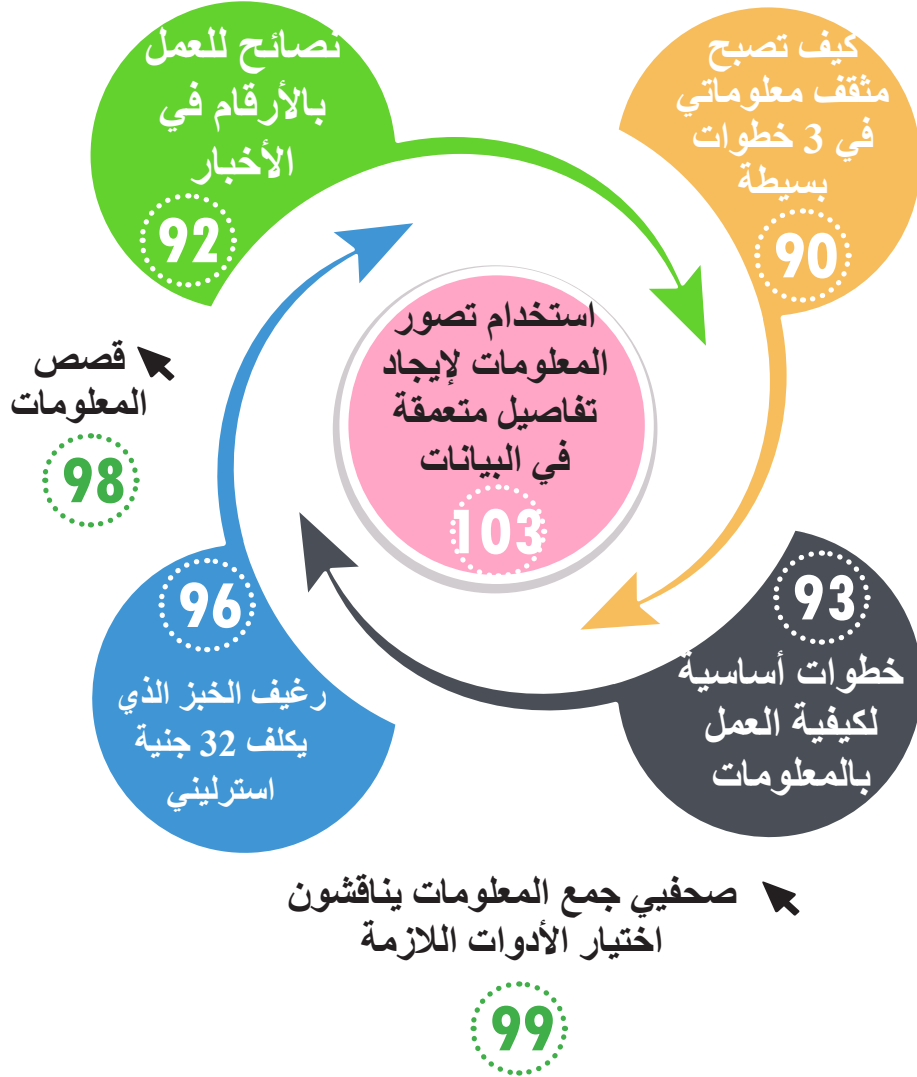 كيف تصبح
مثقف معلوماتي
في 3 خطوات
بسيطة
90
نصائح للعمل
بالأرقام في
الأخبار
92
استخدام تصور
المعلومات لإيجاد
تفاصيل متعمقة
في البيانات
103
قصص
المعلومات
98
93
خطوات أساسية
لكيفية العمل
بالمعلومات
96
رغيف الخبز الذي
يكلف 32 جنية
استرليني
صحفيي جمع المعلومات يناقشون
اختيار الأدوات اللازمة
99